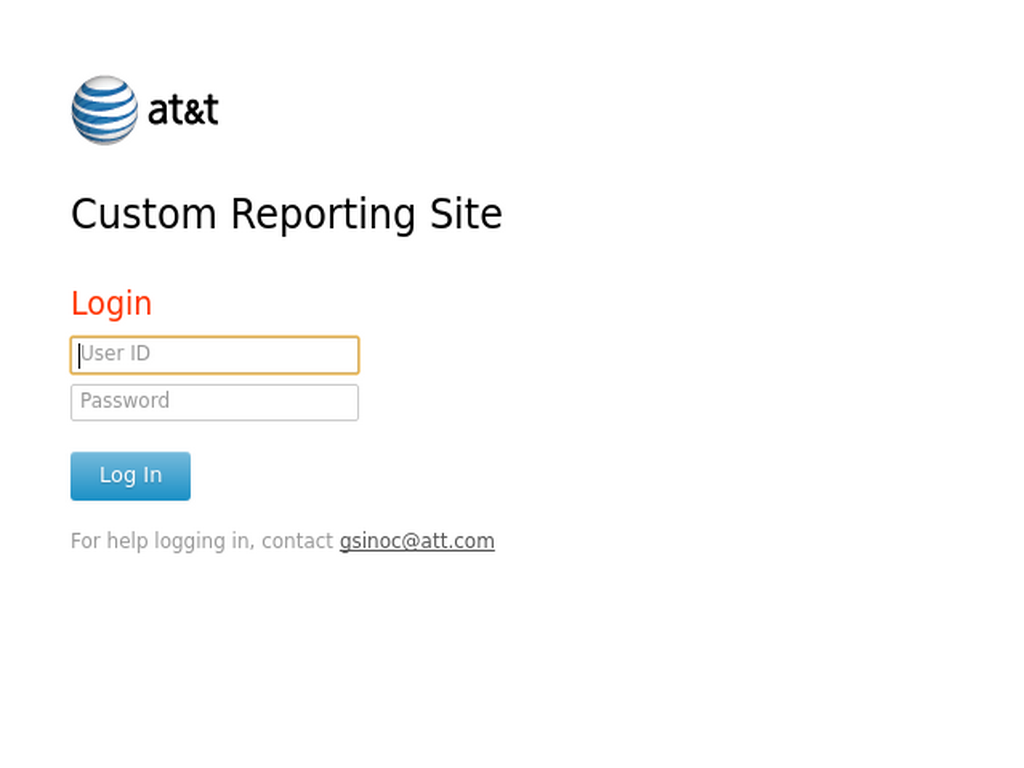 at&t
Custom Reporting Site
Login
User ID
Password
Log In
For help logging in, contact gsinoc@att.com